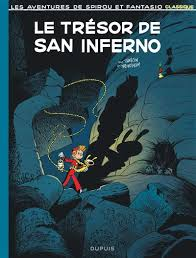 LES AVENTURES DE SPIROU ET FANTASIO CLASSIQUE
LE TRÉSOR DE
SAN INFERNO
DUPUIS